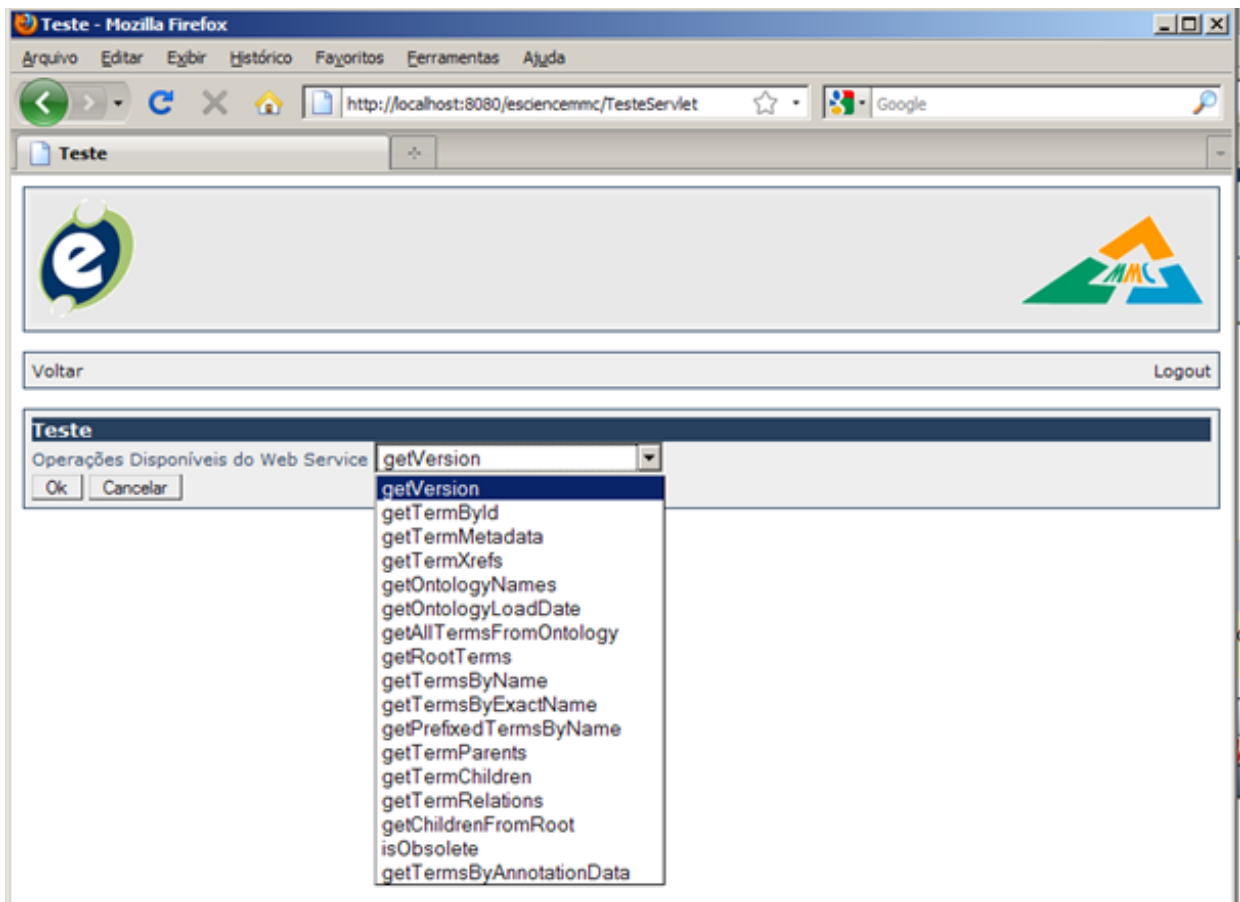 Teste - Mozilla Firefox
Arquivo Editar Exibir Histórico Favoritos Ferramentas Ajuda
http://localhost:8080/esciencemmc/TesteServlet Google
Teste
e MMC
Voltar Logout
Teste
Operações Disponíveis do Web Service getVersion
Ok Cancelar
getVersion
getTermById
getTermMetadata
getTermXrefs
getOntologyNames
getOntologyLoadDate
getAllTermsFromOntology
getRootTerms
getTermsByName
getTermsByExactName
getPrefixedTermsByName
getTermParents
getTermChildren
getTermRelations
getChildrenFromRoot
isObsolete
getTermsByAnnotationData